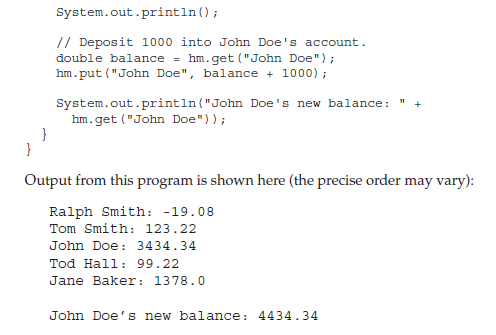 System.out.println();
// Deposit 1000 into John Doe's account.
double balance = hm.get("John Doe");
hm.put("John Doe", balance + 1000);
System.out.println("John Doe's new balance: " +
hm.get("John Doe"));
}
}
Output from this program is shown here (the precise order may vary):
Ralph Smith: -19.08
Tom Smith: 123.22
John Doe: 3434.34
Tod Hall: 99.22
Jane Baker: 1378.0
John Doe's new balance: 4434.34